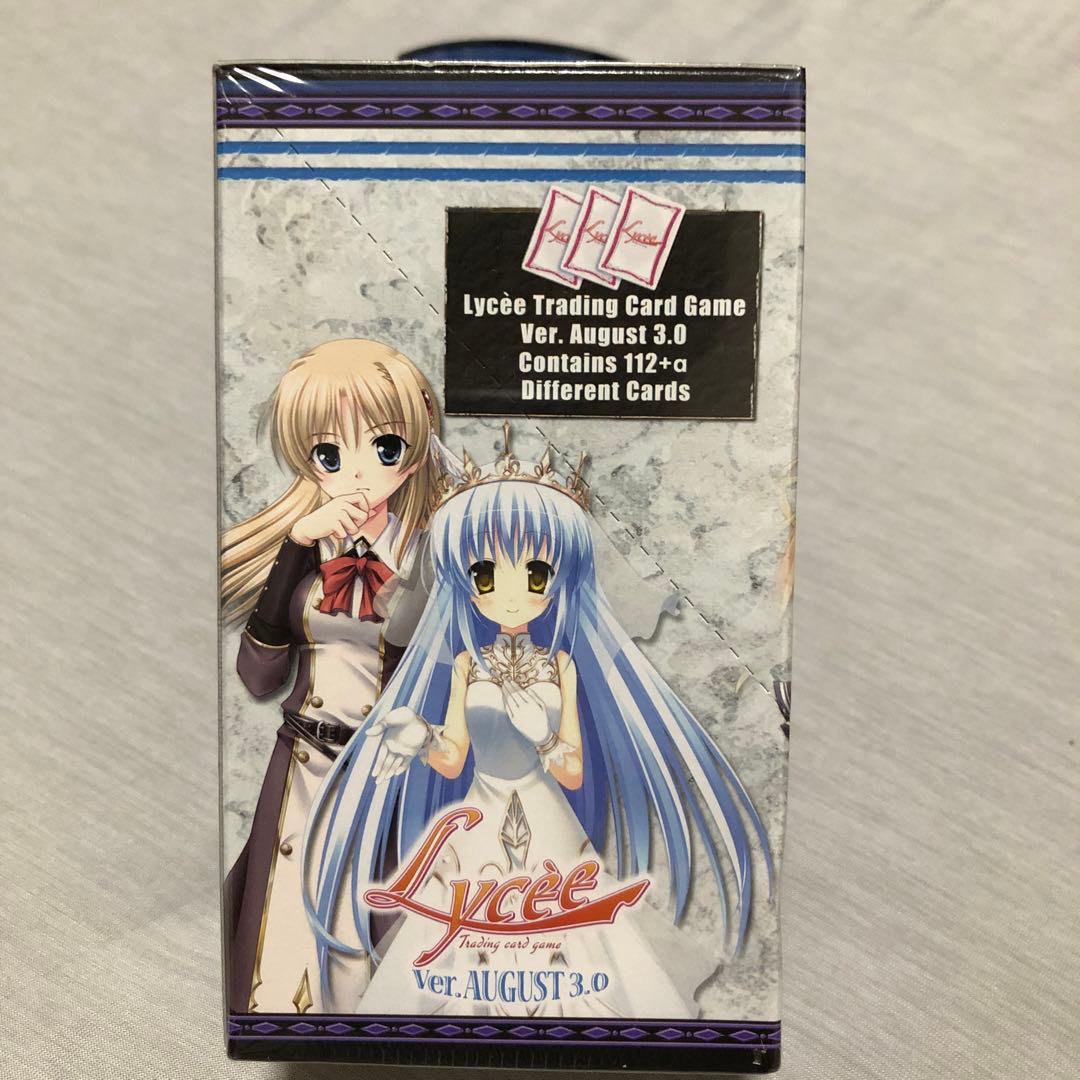 Lycèe
Lycèe Trading Card Game
Ver. August 3.0
Contains 112+α
Different Cards
Lycèe
Trading card game
Ver. AUGUST 3.0